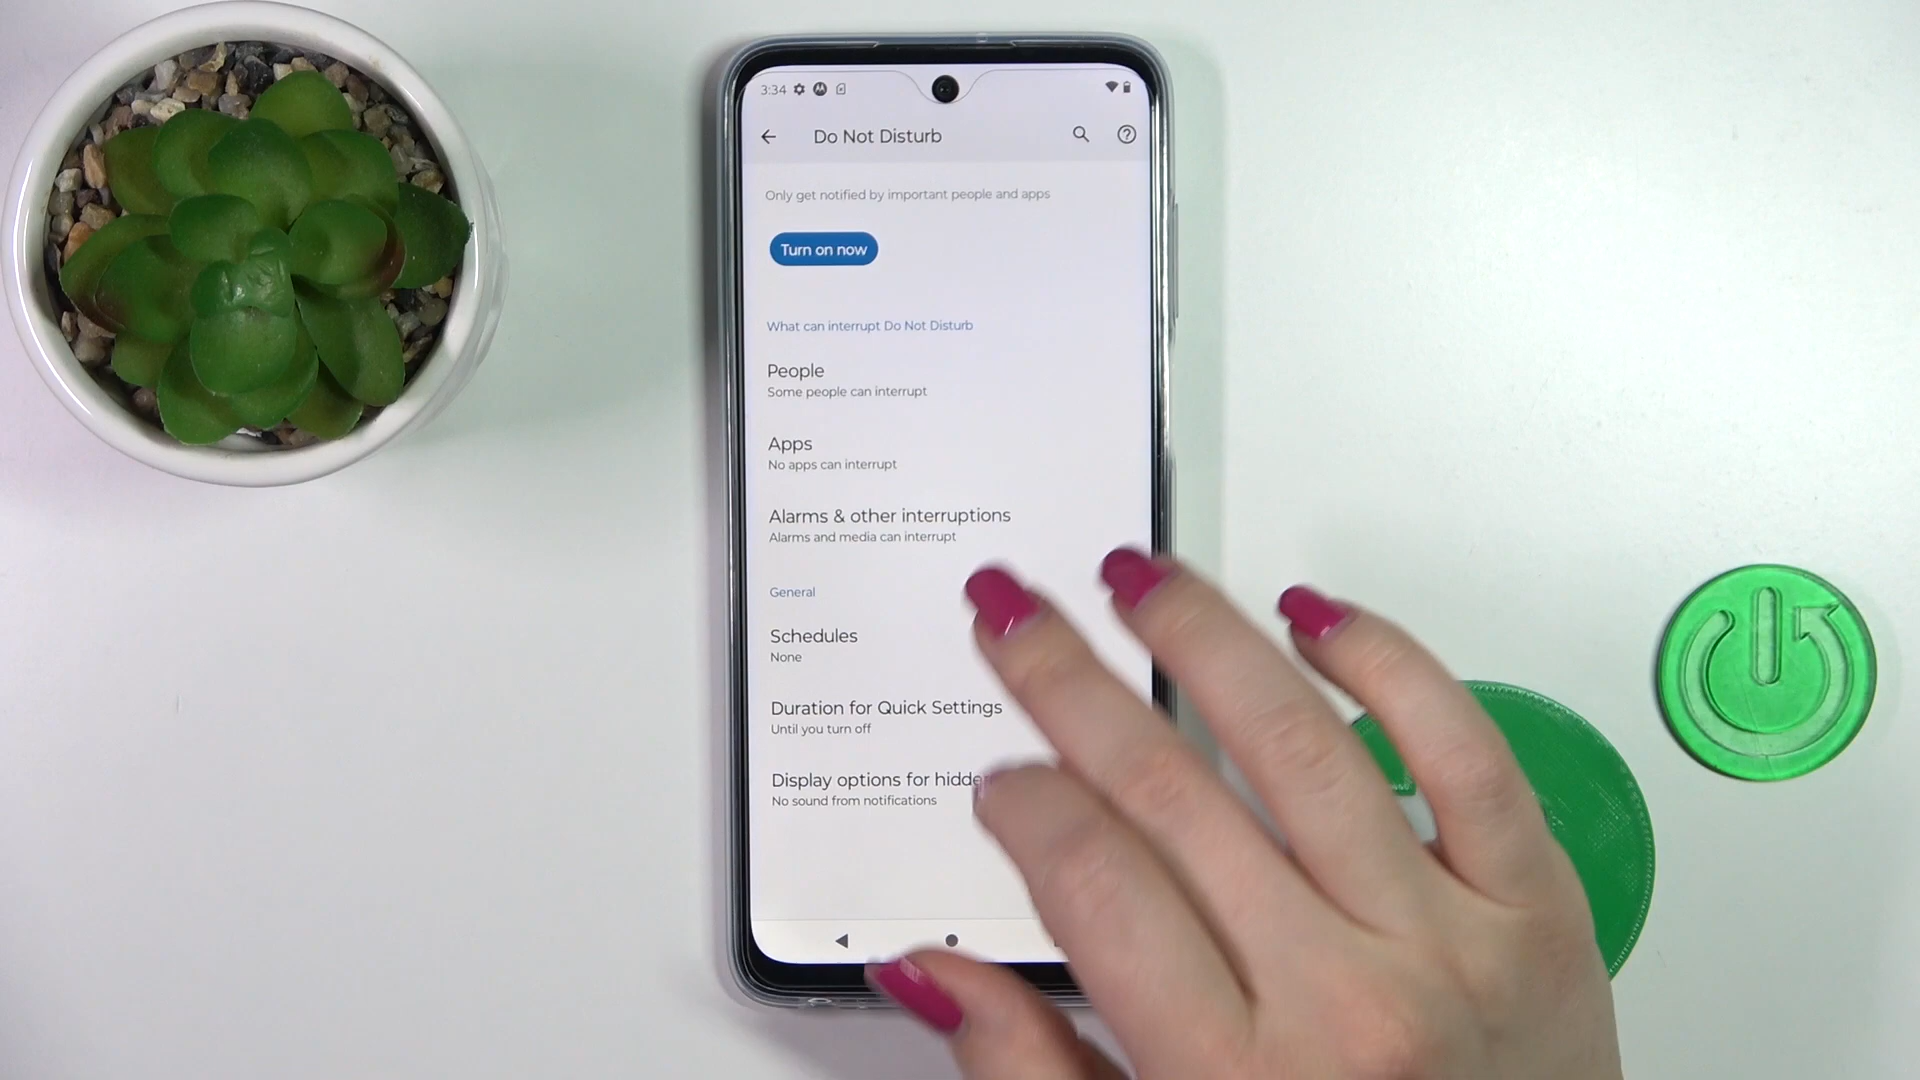 3:34
Do Not Disturb
Only get notified by important people and apps
Turn on now
What can interrupt Do Not Disturb
People
Some people can interrupt
Apps
No apps can interrupt
Alarms & other interruptions
Alarms and media can interrupt
General
Schedules
None
Duration for Quick Settings
Until you turn off
Display options for
No sound from notifications